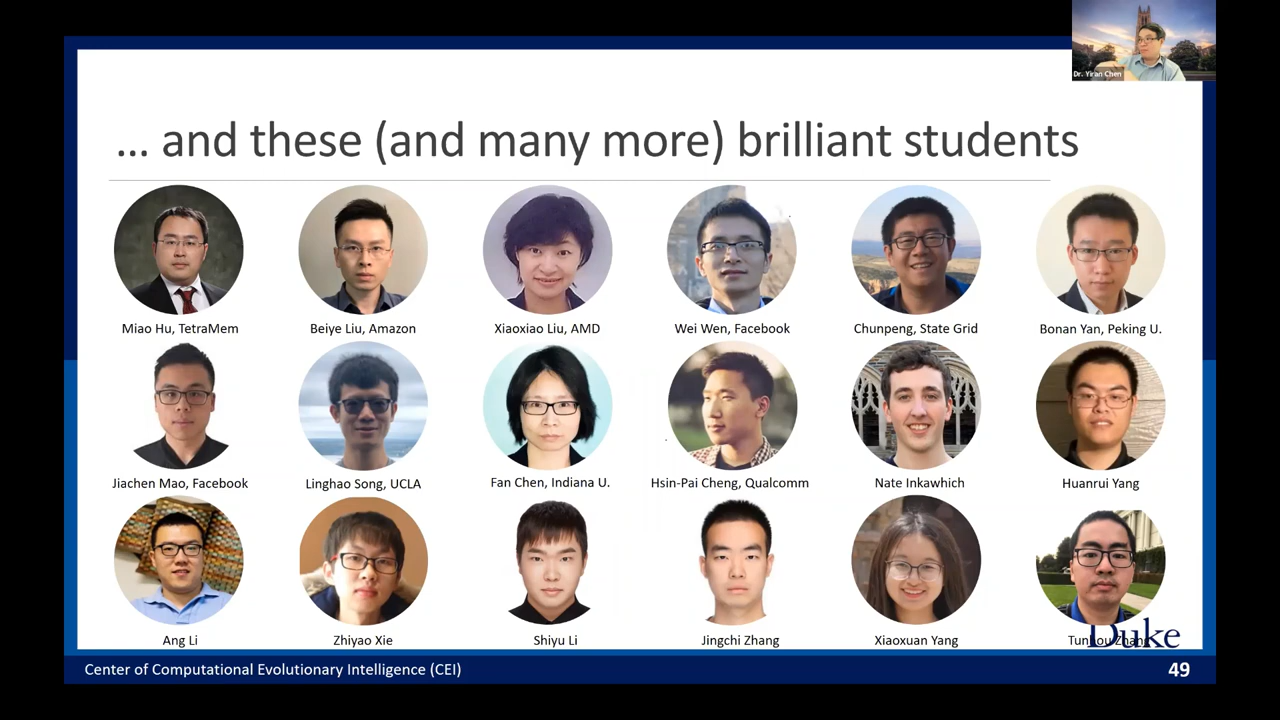 Dr. Yiran Chen
... and these (and many more) brilliant students
Miao Hu, TetraMem
Beiye Liu, Amazon
Xiaoxiao Liu, AMD
Wei Wen, Facebook
Chunpeng, State Grid
Bonan Yan, Peking U.
Jiachen Mao, Facebook
Linghao Song, UCLA
Fan Chen, Indiana U.
Hsin-Pai Cheng, Qualcomm
Nate Inkawhich
Huanrui Yang
Ang Li
Zhiyao Xie
Shiyu Li
Jingchi Zhang
Xiaoxuan Yang
Duke
Center of Computational Evolutionary Intelligence (CEI)
49